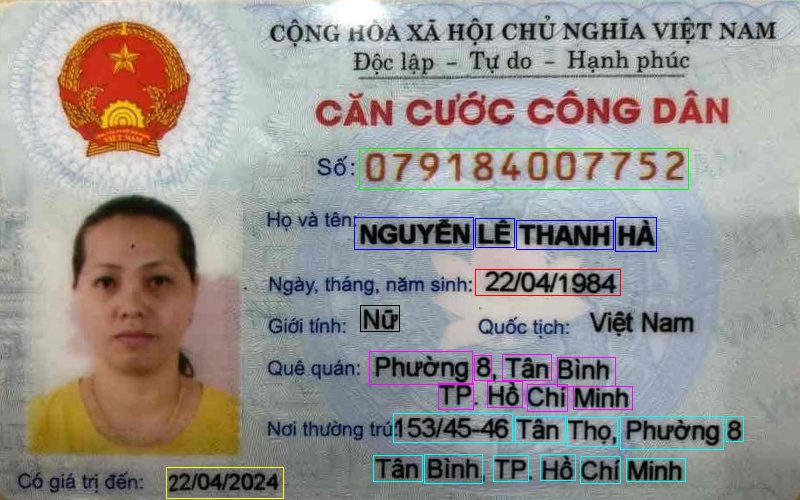 CỘNG HÒA XÃ HỘI CHỦ NGHĨA VIỆT NAM
Độc lập - Tự do - Hạnh phúc
CĂN CƯỚC CÔNG DÂN
Số: 079184007752
Họ và tên: NGUYỄN LÊ THANH HÀ
Ngày, tháng, năm sinh: 22/04/1984
Giới tính: Nữ Quốc tịch: Việt Nam
Quê quán: Phường 8, Tân Bình
TP. Hồ Chí Minh
Nơi thường trú: 153/45-46 Tân Thọ, Phường 8
Tân Bình, TP. Hồ Chí Minh
Có giá trị đến: 22/04/2024
VIỆT NAM